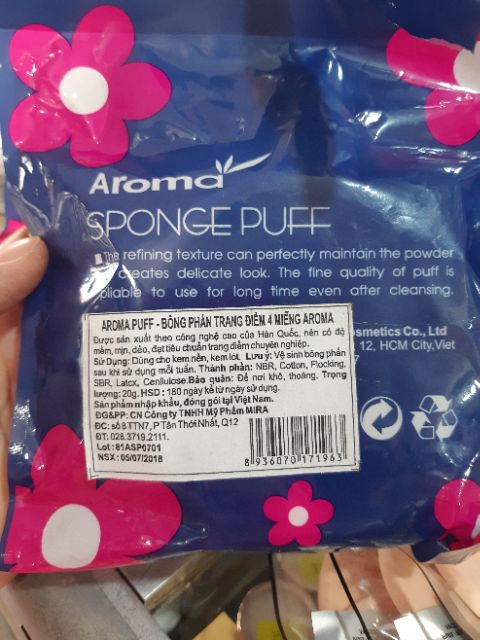 Aroma
SPONGE PUFF
The refining texture can perfectly maintain the powder
creates delicate look. The fine quality of puff is
pliable to use for long time even after cleansing.
AROMA PUFF - BÔNG PHẤN TRANG ĐIỂM 4 MIẾNG AROMA
Được sản xuất theo công nghệ cao của Hàn Quốc, nên có độ
mềm, mịn, dẻo, đạt tiêu chuẩn trang điểm chuyên nghiệp.
Sử Dụng: Dùng cho kem nền, kem lót. Lưu ý: Vệ sinh bông phấn
sau khi sử dụng mỗi tuần. Thành phần: NBR, Cotton, Flocking,
SBR, Latex, Cenllulose. Bảo quản: Để nơi khô, thoáng. Trọng
lượng: 20g. HSD: 180 ngày kể từ ngày sử dụng.
Sản phẩm nhập khẩu, đóng gói tại Việt Nam.
ĐG&PP: CN Công ty TNHH Mỹ Phẩm MIRA
ĐC: số 8 TTN7, P Tân Thới Nhất, Q12
ĐT: 028.3719.2111.
Lot: 81ASP0701
NSX: 05/07/2018
8 936070 171963
osmetics Co., Ltd
12, HCM City, Viet
7